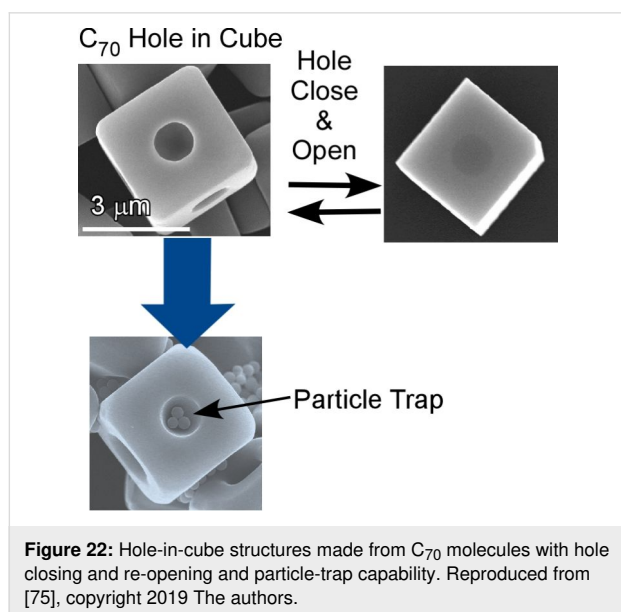 C₇₀ Hole in Cube
Hole
Close
&
Open
3 μm
Particle Trap
Figure 22: Hole-in-cube structures made from C₇₀ molecules with hole
closing and re-opening and particle-trap capability. Reproduced from
[75], copyright 2019 The authors.